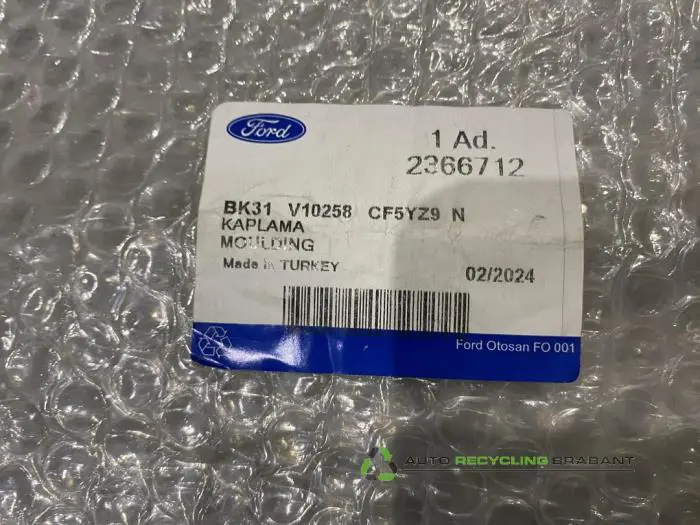 Ford
1 Ad.
2366712
BK31 V10258 CF5YZ9 N
KAPLAMA
MOULDING
Made in TURKEY
02/2024
Ford Otosan FO 001
AUTO RECYCLING BRABANT